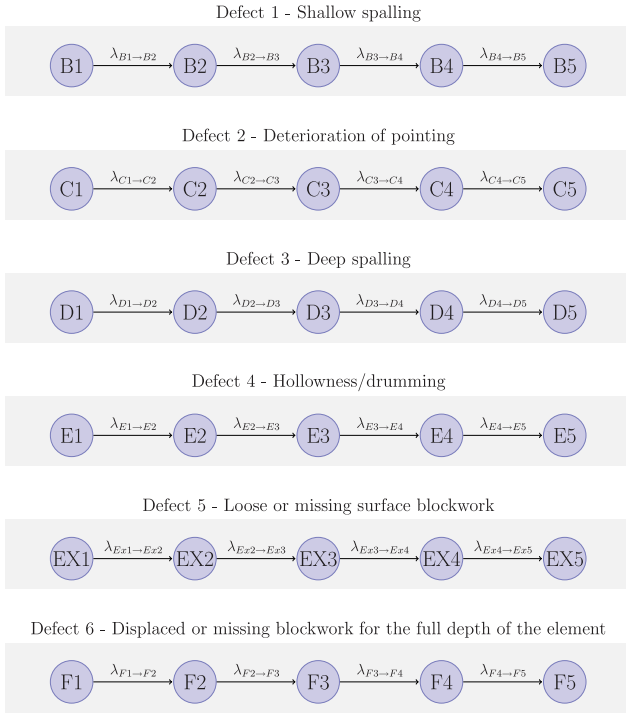 Defect 1 - Shallow spalling
λB1→B2 λB2→B3 λB3→B4 λB4→B5
B1 B2 B3 B4 B5
Defect 2 - Deterioration of pointing
λC1→C2 λC2→C3 λC3→C4 λC4→C5
C1 C2 C3 C4 C5
Defect 3 - Deep spalling
λD1→D2 λD2→D3 λD3→D4 λD4→D5
D1 D2 D3 D4 D5
Defect 4 - Hollowness/drumming
λE1→E2 λE2→E3 λE3→E4 λE4→E5
E1 E2 E3 E4 E5
Defect 5 - Loose or missing surface blockwork
λEx1→Ex2 λEx2→Ex3 λEx3→Ex4 λEx4→Ex5
EX1 EX2 EX3 EX4 EX5
Defect 6 - Displaced or missing blockwork for the full depth of the element
λF1→F2 λF2→F3 λF3→F4 λF4→F5
F1 F2 F3 F4 F5